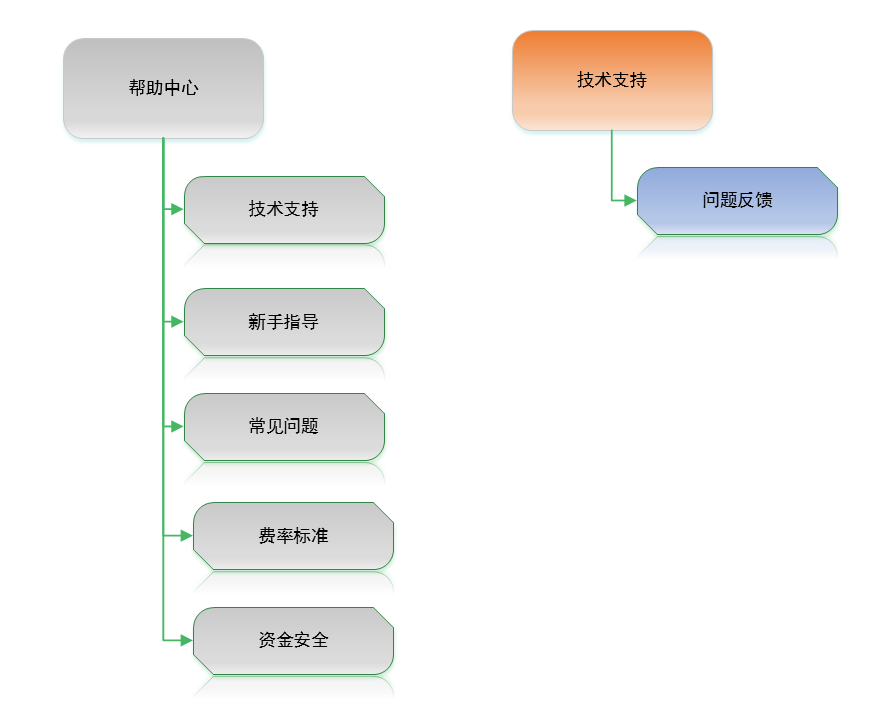 帮助中心
技术支持
新手指导
常见问题
费率标准
资金安全
技术支持
问题反馈